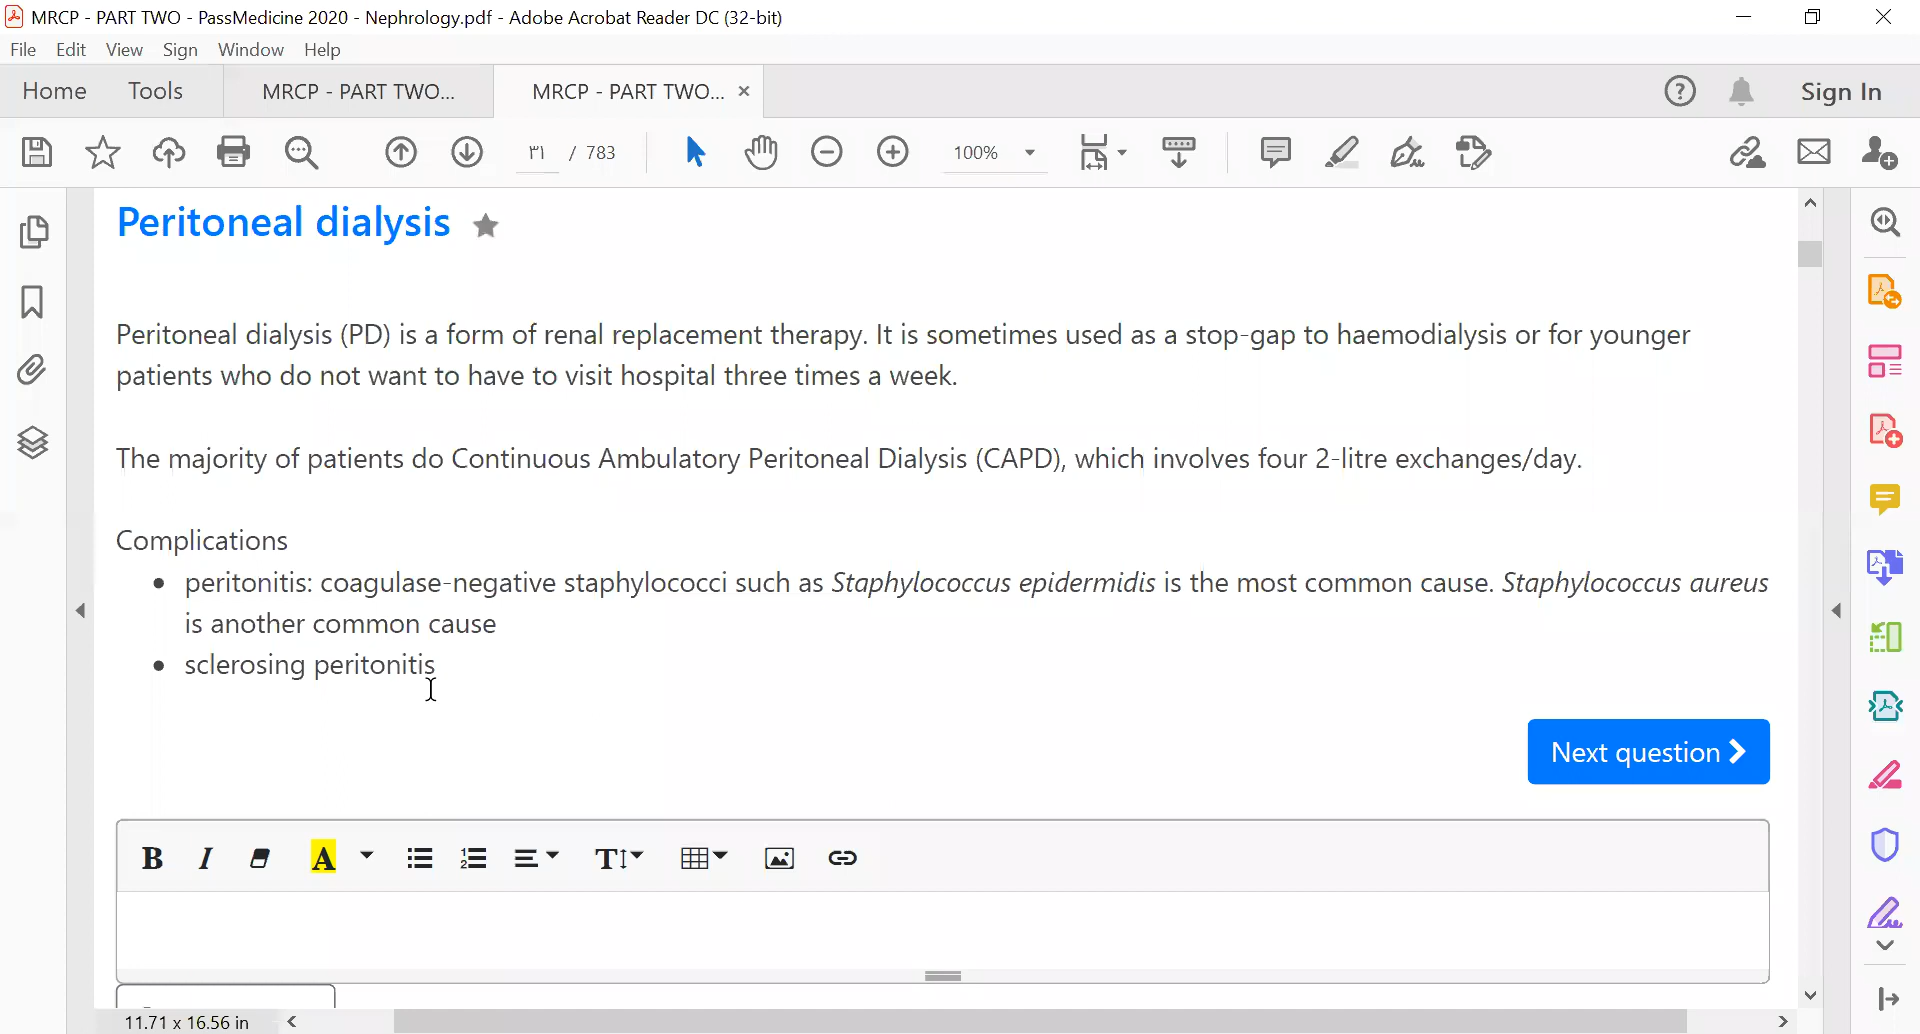 MRCP - PART TWO - PassMedicine 2020 - Nephrology.pdf - Adobe Acrobat Reader DC (32-bit)
File Edit View Sign Window Help
Home Tools MRCP - PART TWO... MRCP - PART TWO... × Sign In
٣١ / 783 100%
Peritoneal dialysis
Peritoneal dialysis (PD) is a form of renal replacement therapy. It is sometimes used as a stop-gap to haemodialysis or for younger
patients who do not want to have to visit hospital three times a week.
The majority of patients do Continuous Ambulatory Peritoneal Dialysis (CAPD), which involves four 2-litre exchanges/day.
Complications
• peritonitis: coagulase-negative staphylococci such as Staphylococcus epidermidis is the most common cause. Staphylococcus aureus
is another common cause
• sclerosing peritonitis
Next question
B I A T
11.71 x 16.56 in